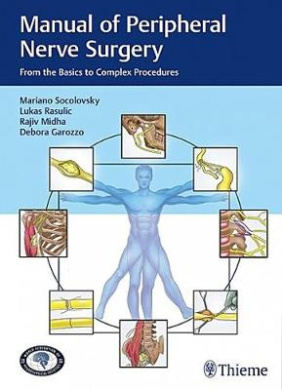 Manual of Peripheral
Nerve Surgery
From the Basics to Complex Procedures
Mariano Socolovsky
Lukas Rasulic
Rajiv Midha
Debora Garozzo
Thieme